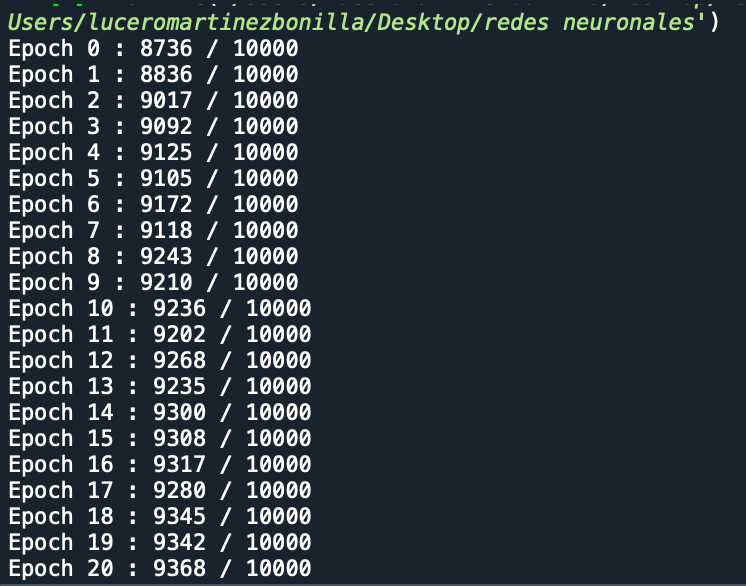 Users/luceromartinezbonilla/Desktop/redes neuronales')
Epoch 0 : 8736 / 10000
Epoch 1 : 8836 / 10000
Epoch 2 : 9017 / 10000
Epoch 3 : 9092 / 10000
Epoch 4 : 9125 / 10000
Epoch 5 : 9105 / 10000
Epoch 6 : 9172 / 10000
Epoch 7 : 9118 / 10000
Epoch 8 : 9243 / 10000
Epoch 9 : 9210 / 10000
Epoch 10 : 9236 / 10000
Epoch 11 : 9202 / 10000
Epoch 12 : 9268 / 10000
Epoch 13 : 9235 / 10000
Epoch 14 : 9300 / 10000
Epoch 15 : 9308 / 10000
Epoch 16 : 9317 / 10000
Epoch 17 : 9280 / 10000
Epoch 18 : 9345 / 10000
Epoch 19 : 9342 / 10000
Epoch 20 : 9368 / 10000